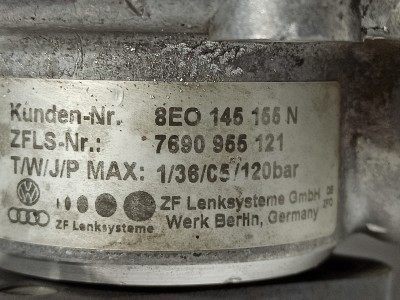 Kunden-Nr. 8EO 145 155 N
ZFLS-Nr.: 7690 955 121
T/W/J/P MAX: 1/36/C5/120bar
ZF Lenksysteme GmbH
Werk Berlin, Germany
ZF Lenksysteme